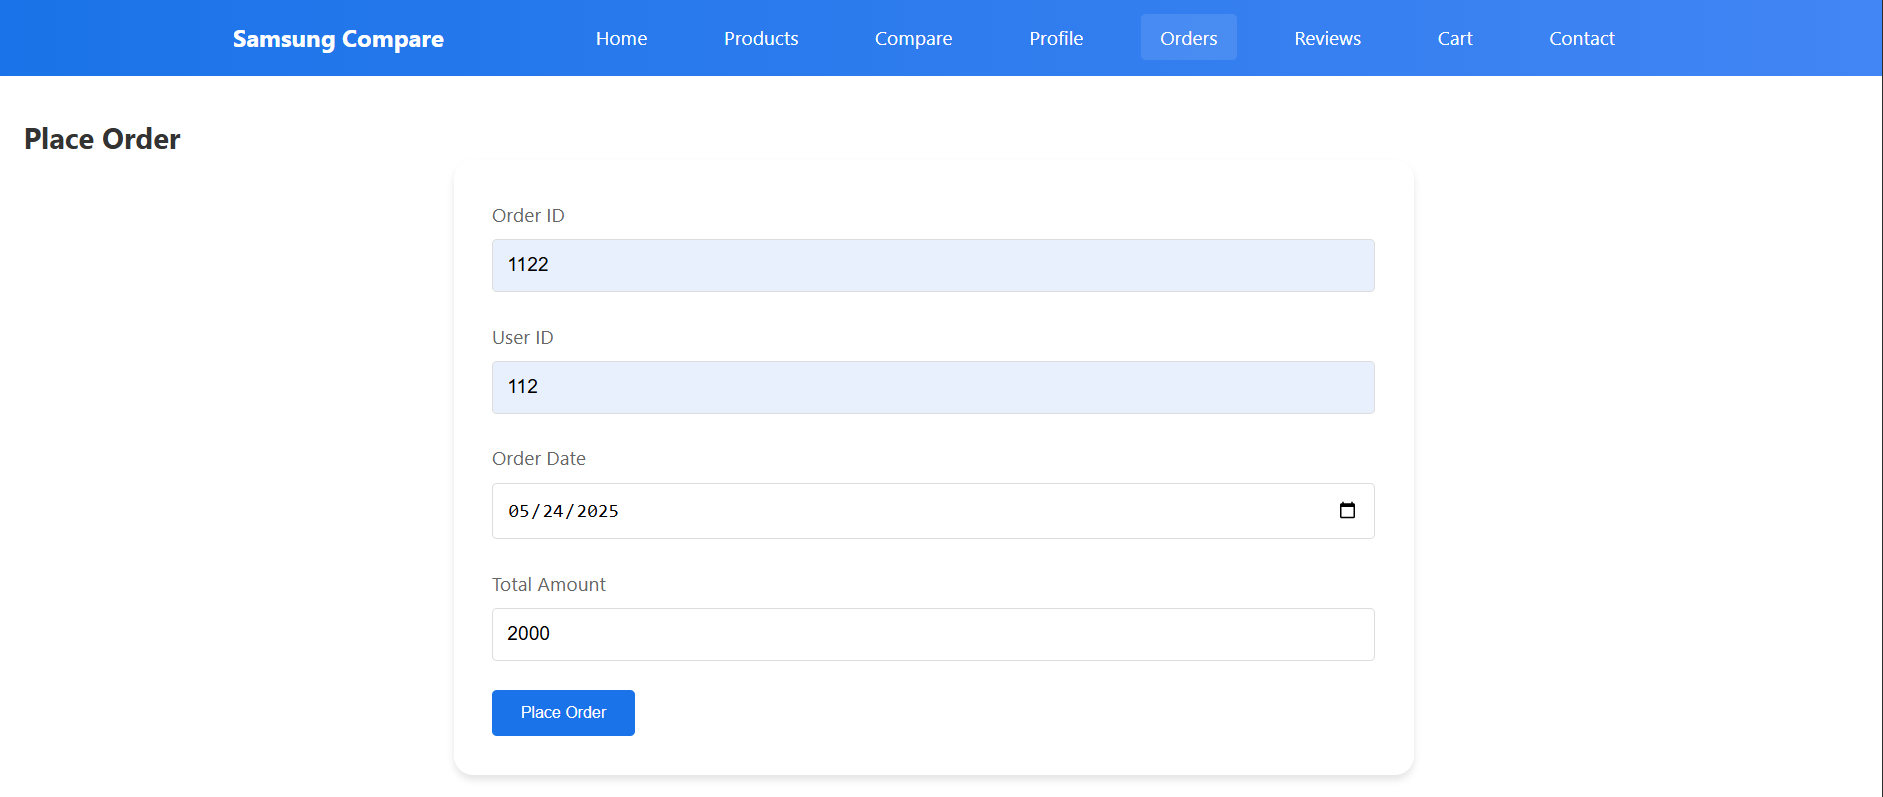 Samsung Compare Home Products Compare Profile Orders Reviews Cart Contact
Place Order
Order ID
1122
User ID
112
Order Date
05/24/2025
Total Amount
2000
Place Order